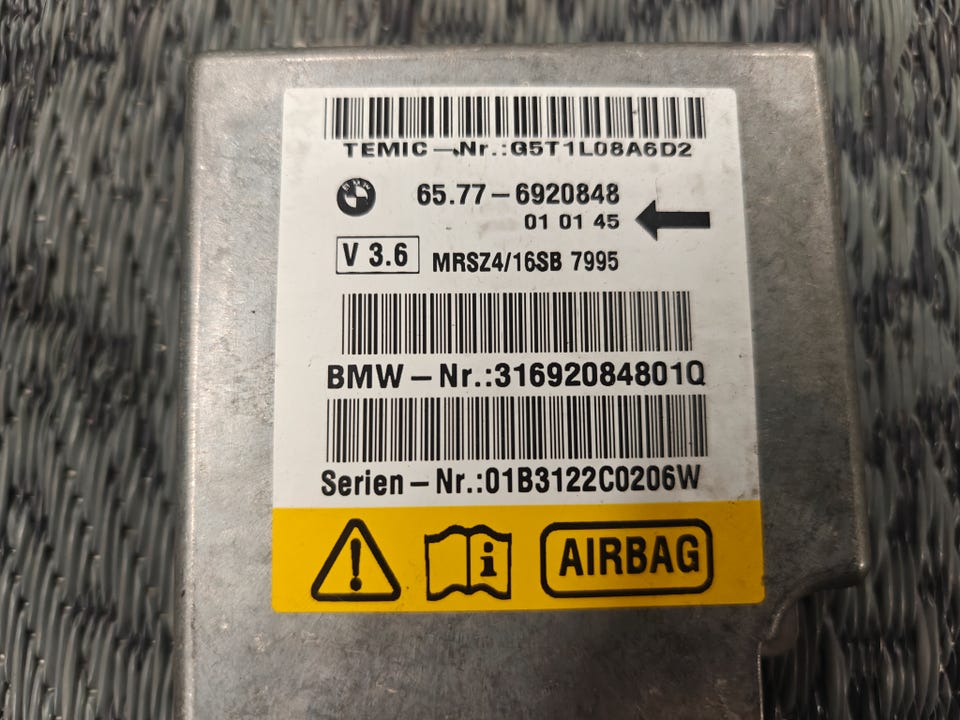 TEMIC-Nr.:G5T1L08A6D2
65.77-6920848
01 01 45
V 3.6 MRSZ4/16SB 7995
BMW-Nr.:31692084801Q
Serien-Nr.:01B3122C0206W
AIRBAG